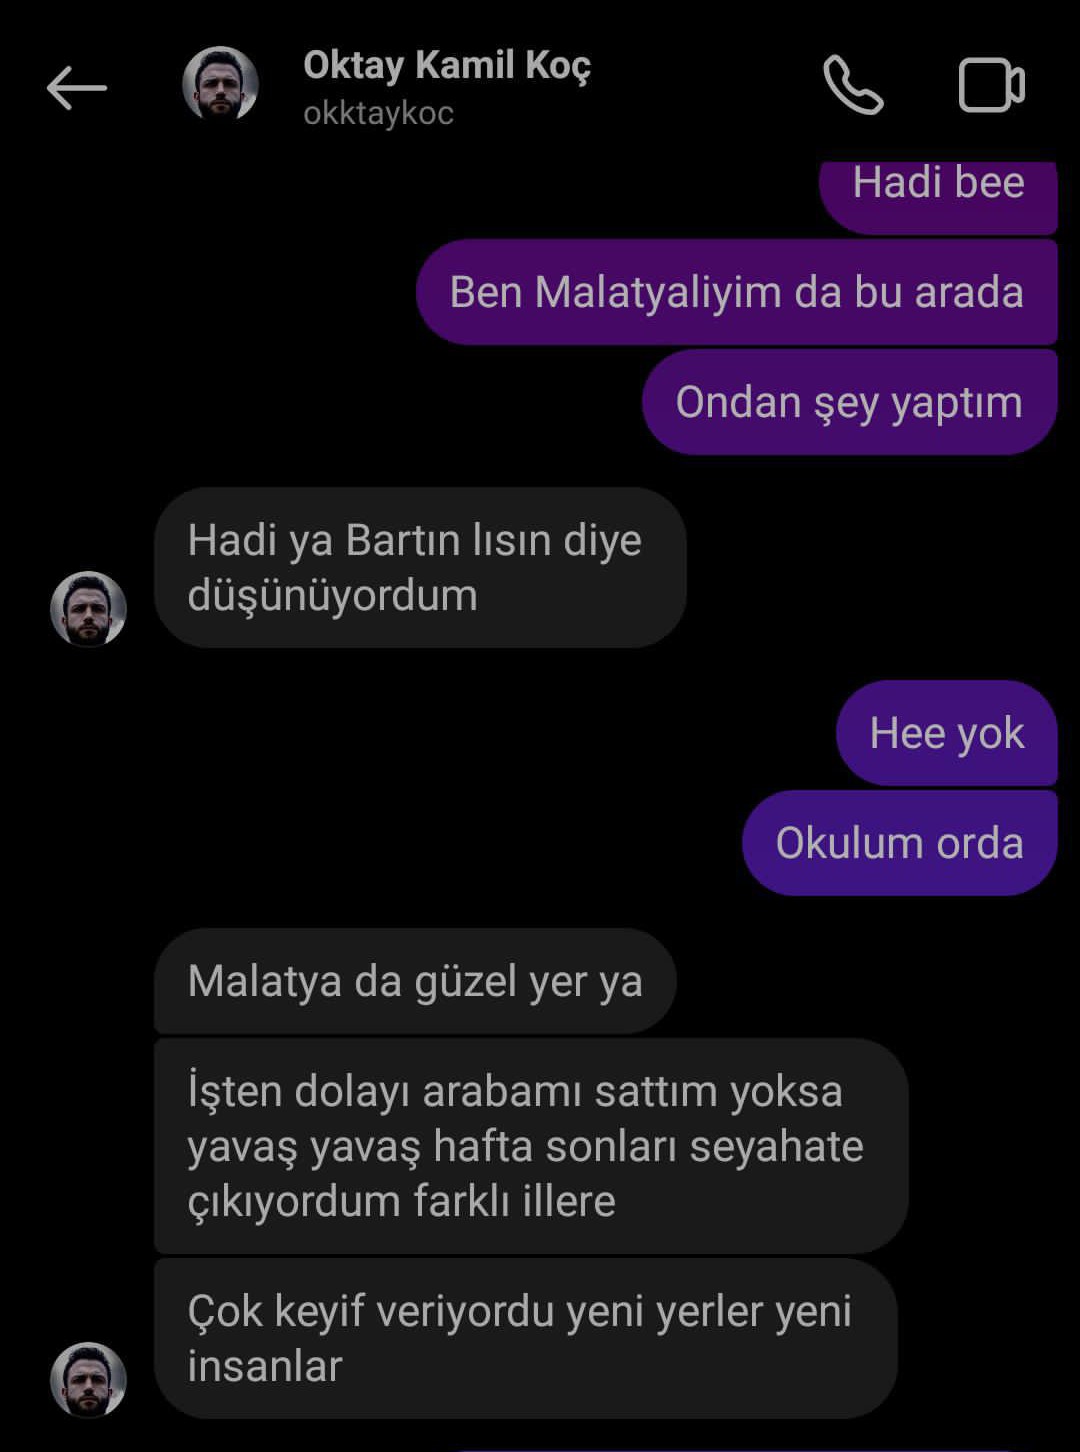 Oktay Kamil Koç
okktaykoc
Hadi bee
Ben Malatyaliyim da bu arada
Ondan şey yaptım
Hadi ya Bartın lısın diye
düşünüyordum
Hee yok
Okulum orda
Malatya da güzel yer ya
İşten dolayı arabamı sattım yoksa
yavaş yavaş hafta sonları seyahate
çıkıyordum farklı illere
Çok keyif veriyordu yeni yerler yeni
insanlar